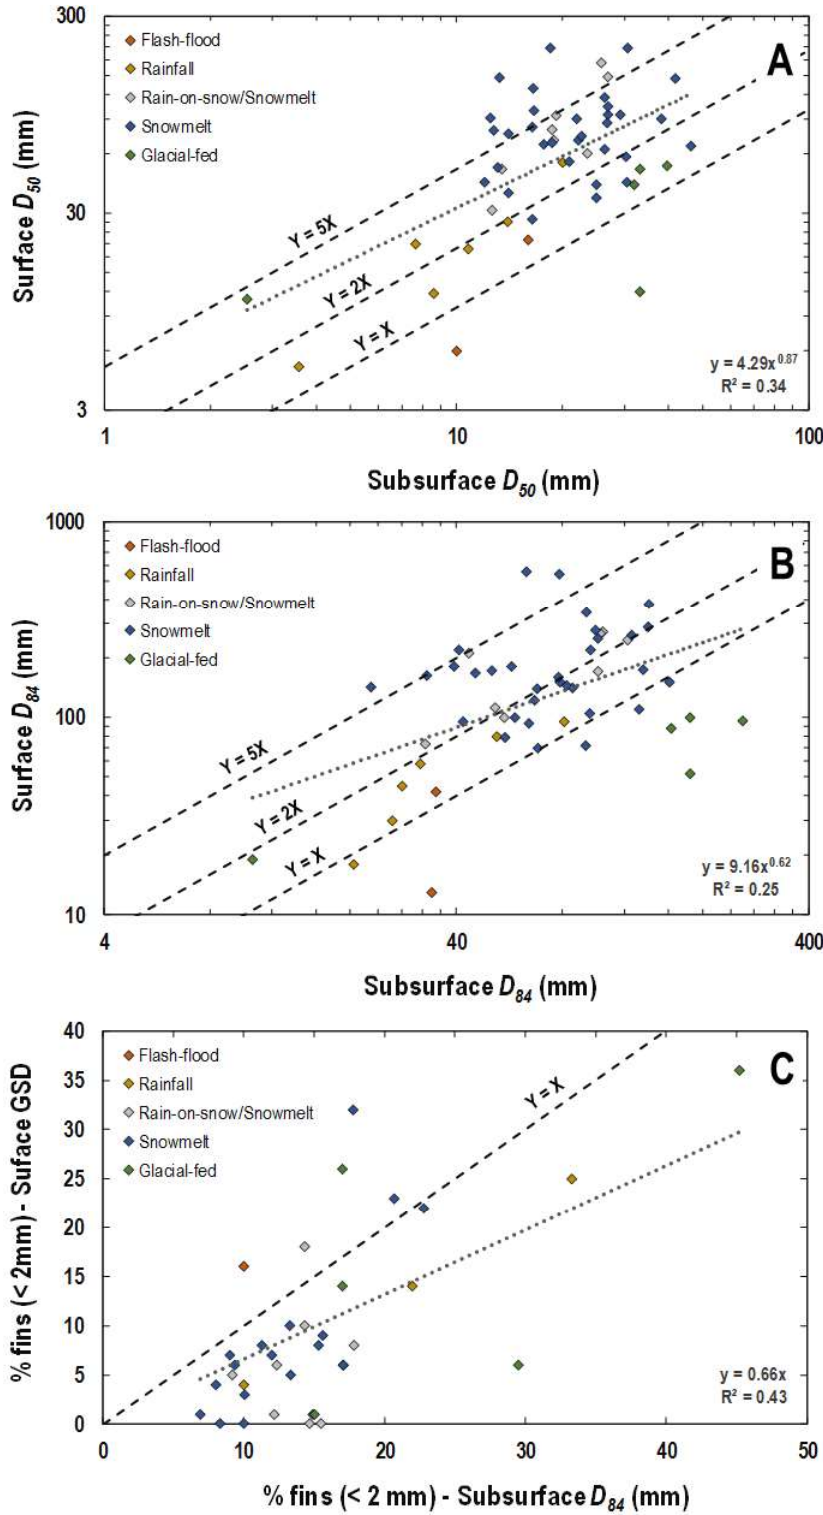 300
30
3
Surface D50 (mm)
Flash-flood
Rainfall
Rain-on-snow/Snowmelt
Snowmelt
Glacial-fed
A
Y = 5X
Y = 2X
Y = X
y = 4.29x^0.87
R² = 0.34
1 10 100
Subsurface D50 (mm)
1000
100
10
Surface D84 (mm)
Flash-flood
Rainfall
Rain-on-snow/Snowmelt
Snowmelt
Glacial-fed
B
Y = 5X
Y = 2X
Y = X
y = 9.16x^0.62
R² = 0.25
4 40 400
Subsurface D84 (mm)
40
35
30
25
20
15
10
5
0
% fins (< 2mm) - Suface GSD
Flash-flood
Rainfall
Rain-on-snow/Snowmelt
Snowmelt
Glacial-fed
C
Y = X
y = 0.66x
R² = 0.43
0 10 20 30 40 50
% fins (< 2 mm) - Subsurface D84 (mm)